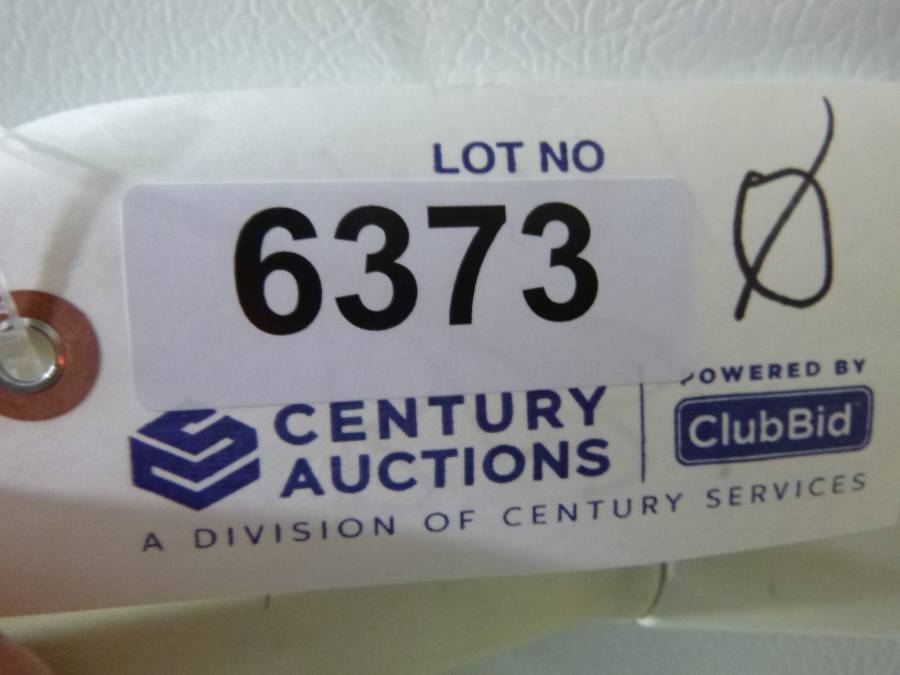 LOT NO
6373
Ø
CENTURY
AUCTIONS
POWERED BY
ClubBid
A DIVISION OF CENTURY SERVICES